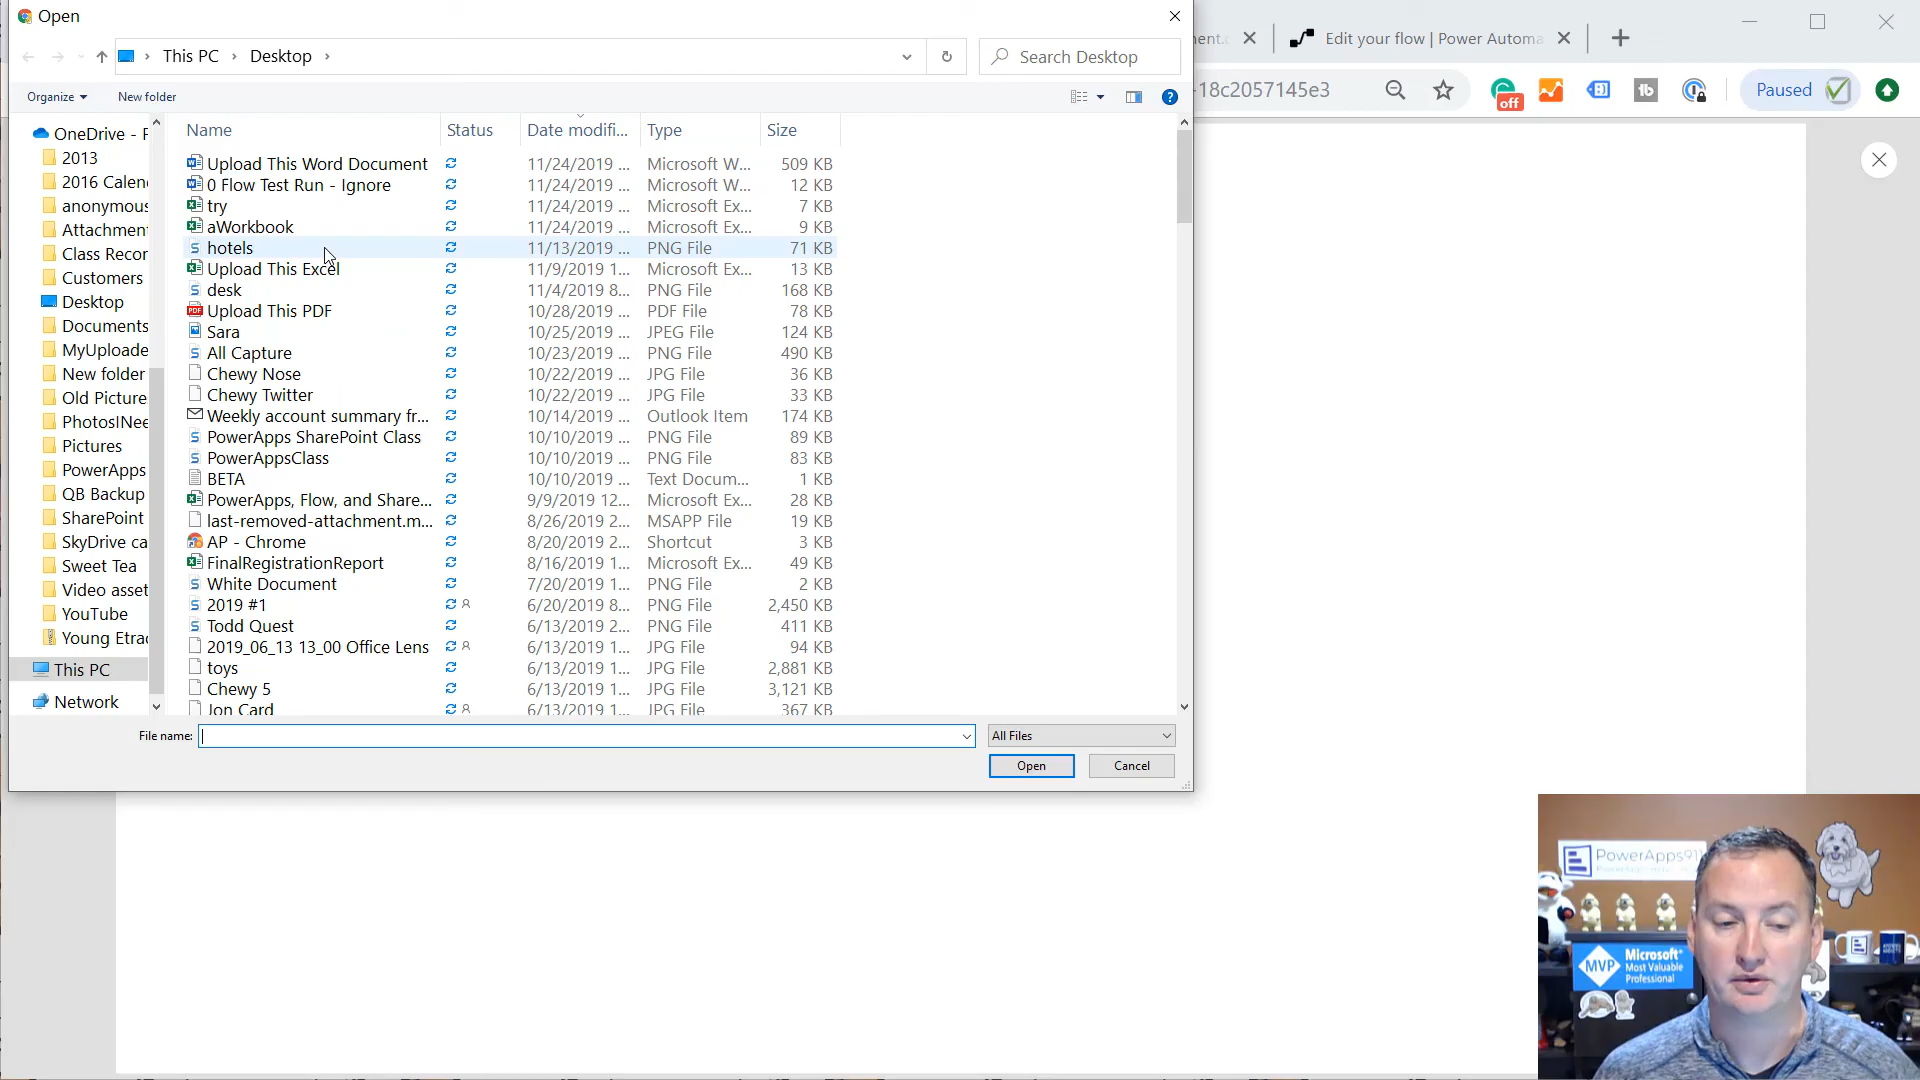 Open
This PC
Desktop
Search Desktop
Organize
New folder
Name
Status
Date modifi...
Type
Size
OneDrive - P
2013
2016 Calen
anonymous
Attachmen
Class Recor
Customers
Desktop
Documents
MyUploade
New folder
Old Picture
PhotosINee
Pictures
PowerApps
QB Backup
SharePoint
SkyDrive ca
Sweet Tea
Video asset
YouTube
Young Etrad
This PC
Network
Upload This Word Document 11/24/2019 ... Microsoft W... 509 KB
0 Flow Test Run - Ignore 11/24/2019 ... Microsoft W... 12 KB
try 11/24/2019 ... Microsoft Ex... 7 KB
aWorkbook 11/24/2019 ... Microsoft Ex... 9 KB
hotels 11/13/2019 ... PNG File 71 KB
Upload This Excel 11/9/2019 1... Microsoft Ex... 13 KB
desk 11/4/2019 8... PNG File 168 KB
Upload This PDF 10/28/2019 ... PDF File 78 KB
Sara 10/25/2019 ... JPEG File 124 KB
All Capture 10/23/2019 ... PNG File 490 KB
Chewy Nose 10/22/2019 ... JPG File 36 KB
Chewy Twitter 10/22/2019 ... JPG File 33 KB
Weekly account summary fr... 10/14/2019 ... Outlook Item 174 KB
PowerApps SharePoint Class 10/10/2019 ... PNG File 89 KB
PowerAppsClass 10/10/2019 ... PNG File 83 KB
BETA 10/10/2019 ... Text Docum... 1 KB
PowerApps, Flow, and Share... 9/9/2019 12... Microsoft Ex... 28 KB
last-removed-attachment.m... 8/26/2019 2... MSAPP File 19 KB
AP - Chrome 8/20/2019 2... Shortcut 3 KB
FinalRegistrationReport 8/16/2019 1... Microsoft Ex... 49 KB
White Document 7/20/2019 1... PNG File 2 KB
2019 #1 6/20/2019 8... PNG File 2,450 KB
Todd Quest 6/13/2019 2... PNG File 411 KB
2019_06_13 13_00 Office Lens 6/13/2019 1... JPG File 94 KB
toys 6/13/2019 1... JPG File 2,881 KB
Chewy 5 6/13/2019 1... JPG File 3,121 KB
Jon Card 6/13/2019 1... JPG File 367 KB
File name:
All Files
Open
Cancel
nent.c
Edit your flow | Power Automa
-18c2057145e3
off
tb
Paused
PowerApps911
MVP
Microsoft
Most Valuable
Professional